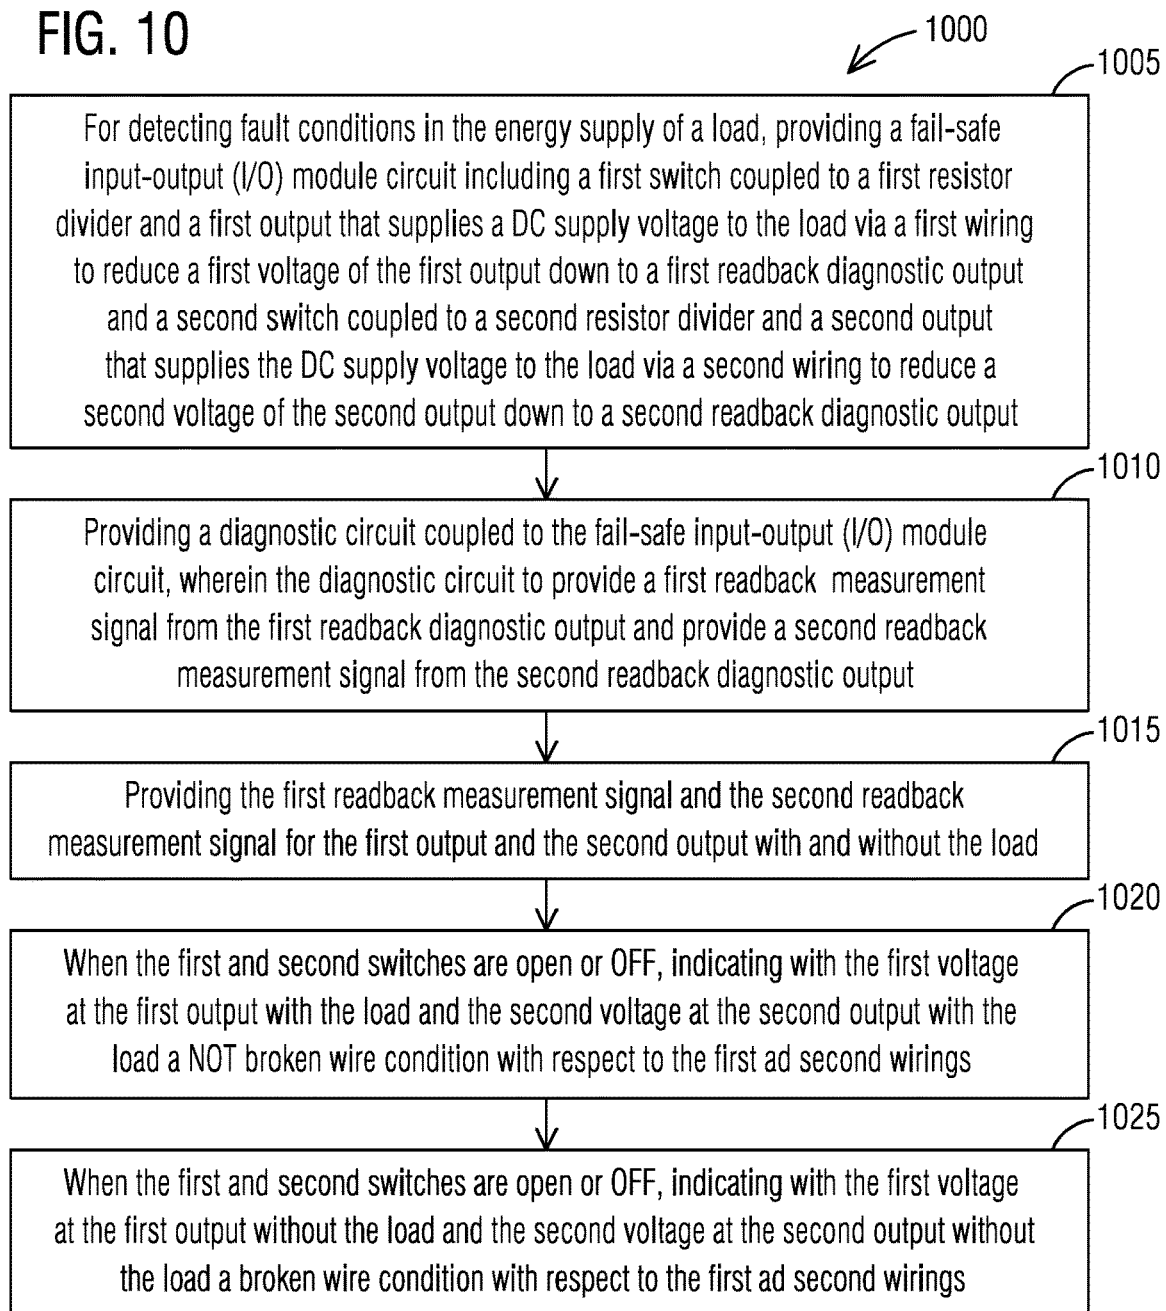 FIG. 10
1000
1005
For detecting fault conditions in the energy supply of a load, providing a fail-safe
input-output (I/O) module circuit including a first switch coupled to a first resistor
divider and a first output that supplies a DC supply voltage to the load via a first wiring
to reduce a first voltage of the first output down to a first readback diagnostic output
and a second switch coupled to a second resistor divider and a second output
that supplies the DC supply voltage to the load via a second wiring to reduce a
second voltage of the second output down to a second readback diagnostic output
1010
Providing a diagnostic circuit coupled to the fail-safe input-output (I/O) module
circuit, wherein the diagnostic circuit to provide a first readback measurement
signal from the first readback diagnostic output and provide a second readback
measurement signal from the second readback diagnostic output
1015
Providing the first readback measurement signal and the second readback
measurement signal for the first output and the second output with and without the load
1020
When the first and second switches are open or OFF, indicating with the first voltage
at the first output with the load and the second voltage at the second output with the
load a NOT broken wire condition with respect to the first ad second wirings
1025
When the first and second switches are open or OFF, indicating with the first voltage
at the first output without the load and the second voltage at the second output without
the load a broken wire condition with respect to the first ad second wirings